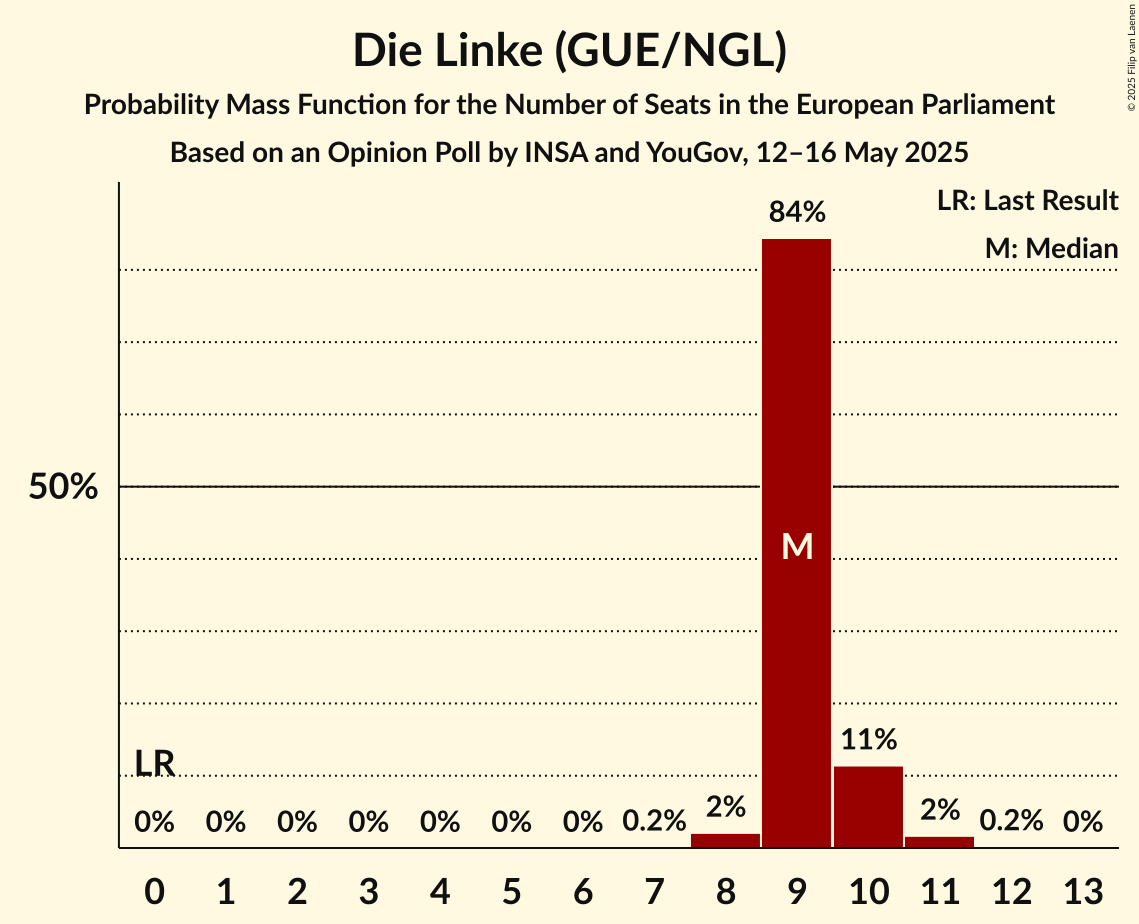 Die Linke (GUE/NGL)
Probability Mass Function for the Number of Seats in the European Parliament
Based on an Opinion Poll by INSA and YouGov, 12–16 May 2025
© 2025 Filip van Laenen
LR: Last Result
M: Median
84%
50%
M
11%
LR
0% 0% 0% 0% 0% 0% 0% 0.2% 2% 2% 0.2% 0%
0 1 2 3 4 5 6 7 8 9 10 11 12 13